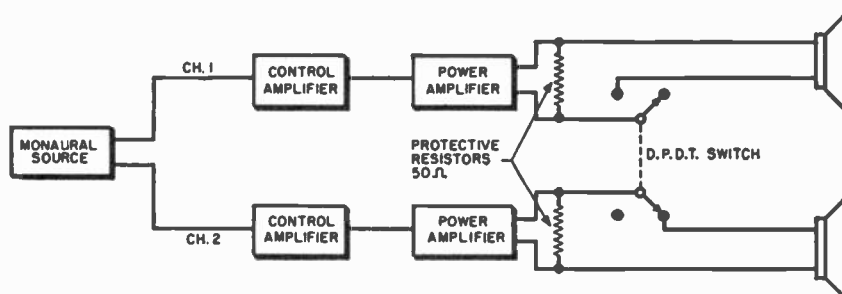 CH. 1
CONTROL
AMPLIFIER
POWER
AMPLIFIER
MONAURAL
SOURCE
PROTECTIVE
RESISTORS
50Ω
D.P.D.T. SWITCH
CH. 2
CONTROL
AMPLIFIER
POWER
AMPLIFIER